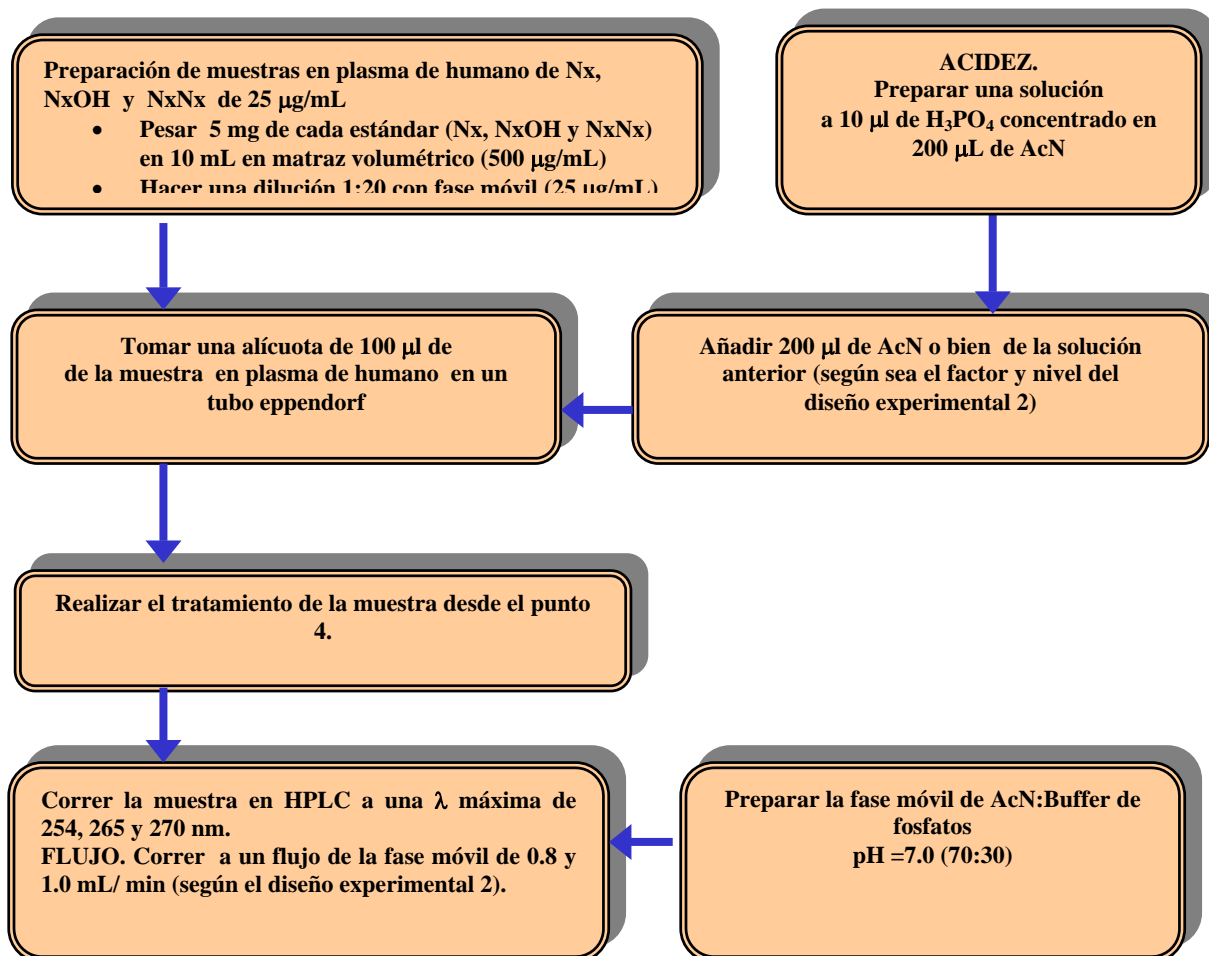 Preparación de muestras en plasma de humano de Nx,
NxOH y NxNx de 25 µg/mL
• Pesar 5 mg de cada estándar (Nx, NxOH y NxNx)
en 10 mL en matraz volumétrico (500 µg/mL)
• Hacer una dilución 1:20 con fase móvil (25 µg/mL)
ACIDEZ.
Preparar una solución
a 10 µl de H₃PO₄ concentrado en
200 µL de AcN
Tomar una alícuota de 100 µl de
de la muestra en plasma de humano en un
tubo eppendorf
Añadir 200 µl de AcN o bien de la solución
anterior (según sea el factor y nivel del
diseño experimental 2)
Realizar el tratamiento de la muestra desde el punto
4.
Correr la muestra en HPLC a una λ máxima de
254, 265 y 270 nm.
FLUJO. Correr a un flujo de la fase móvil de 0.8 y
1.0 mL/ min (según el diseño experimental 2).
Preparar la fase móvil de AcN:Buffer de
fosfatos
pH =7.0 (70:30)